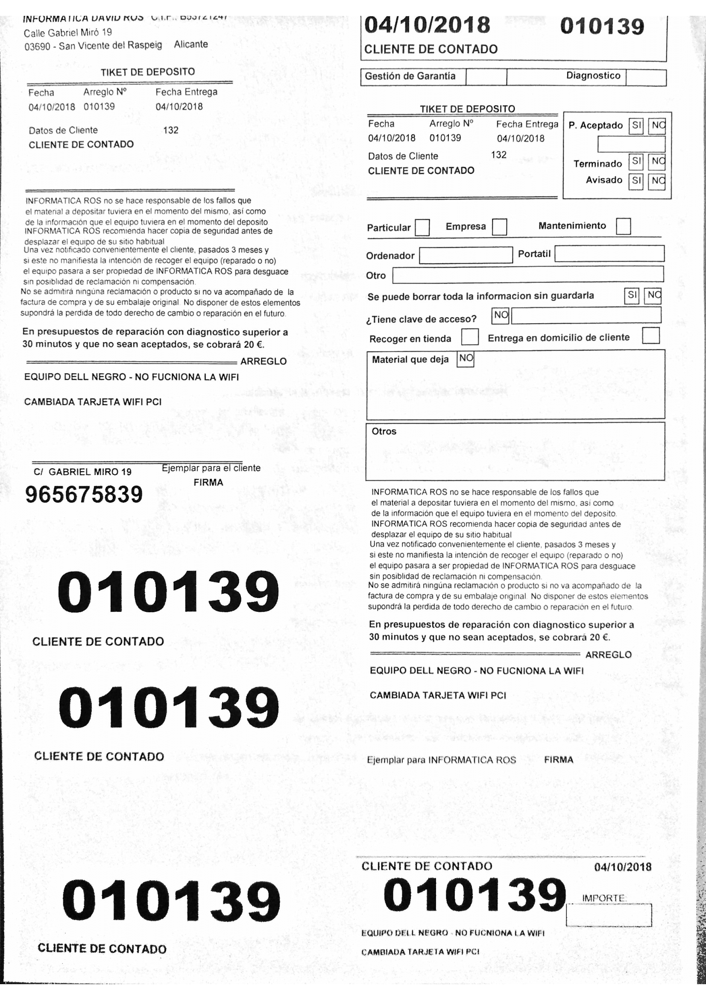 INFORMATICA DAVID ROS C.I.F.: B53721247
Calle Gabriel Miró 19
03690 - San Vicente del Raspeig Alicante
TIKET DE DEPOSITO
Fecha Arreglo Nº Fecha Entrega
04/10/2018 010139 04/10/2018
Datos de Cliente 132
CLIENTE DE CONTADO
INFORMATICA ROS no se hace responsable de los fallos que
el material a depositar tuviera en el momento del mismo, así como
de la información que el equipo tuviera en el momento del deposito
INFORMATICA ROS recomienda hacer copia de seguridad antes de
desplazar el equipo de su sitio habitual
Una vez notificado convenientemente el cliente, pasados 3 meses y
si este no manifiesta la intención de recoger el equipo (reparado o no)
el equipo pasara a ser propiedad de INFORMATICA ROS para desguace
sin posiblidad de reclamación ni compensación.
No se admitirá ningúna reclamación o producto si no va acompañado de la
factura de compra y de su embalaje original. No disponer de estos elementos
supondrá la perdida de todo derecho de cambio o reparación en el futuro.
En presupuestos de reparación con diagnostico superior a
30 minutos y que no sean aceptados, se cobrará 20 €.
ARREGLO
EQUIPO DELL NEGRO - NO FUCNIONA LA WIFI
CAMBIADA TARJETA WIFI PCI
C/ GABRIEL MIRO 19 Ejemplar para el cliente
FIRMA
965675839
010139
CLIENTE DE CONTADO
010139
CLIENTE DE CONTADO
010139
CLIENTE DE CONTADO
04/10/2018 010139
CLIENTE DE CONTADO
Gestión de Garantía Diagnostico
TIKET DE DEPOSITO
Fecha Arreglo Nº Fecha Entrega
04/10/2018 010139 04/10/2018
Datos de Cliente 132
CLIENTE DE CONTADO
P. Aceptado SI NO
Terminado SI NO
Avisado SI NO
Particular Empresa Mantenimiento
Ordenador Portatil
Otro
Se puede borrar toda la informacion sin guardarla SI NO
¿Tiene clave de acceso? NO
Recoger en tienda Entrega en domicilio de cliente
Material que deja NO
Otros
INFORMATICA ROS no se hace responsable de los fallos que
el material a depositar tuviera en el momento del mismo, así como
de la información que el equipo tuviera en el momento del deposito.
INFORMATICA ROS recomienda hacer copia de seguridad antes de
desplazar el equipo de su sitio habitual
Una vez notificado convenientemente el cliente, pasados 3 meses y
si este no manifiesta la intención de recoger el equipo (reparado o no)
el equipo pasara a ser propiedad de INFORMATICA ROS para desguace
sin posiblidad de reclamación ni compensación.
No se admitirá ningúna reclamación o producto si no va acompañado de la
factura de compra y de su embalaje original. No disponer de estos elementos
supondrá la perdida de todo derecho de cambio o reparación en el futuro.
En presupuestos de reparación con diagnostico superior a
30 minutos y que no sean aceptados, se cobrará 20 €.
ARREGLO
EQUIPO DELL NEGRO - NO FUCNIONA LA WIFI
CAMBIADA TARJETA WIFI PCI
Ejemplar para INFORMATICA ROS FIRMA
CLIENTE DE CONTADO 04/10/2018
010139 IMPORTE:
EQUIPO DELL NEGRO - NO FUCNIONA LA WIFI
CAMBIADA TARJETA WIFI PCI